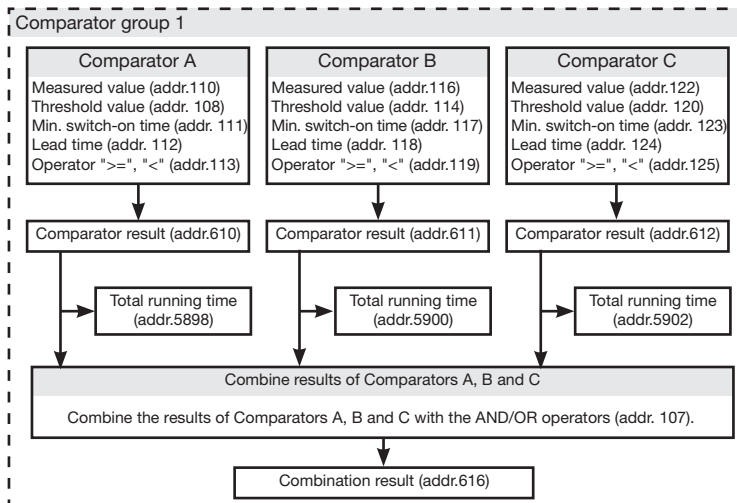 Comparator group 1
Comparator A
Measured value (addr.110)
Threshold value (addr. 108)
Min. switch-on time (addr. 111)
Lead time (addr. 112)
Operator ">=", "<" (addr.113)
Comparator B
Measured value (addr.116)
Threshold value (addr. 114)
Min. switch-on time (addr. 117)
Lead time (addr. 118)
Operator ">=", "<" (addr.119)
Comparator C
Measured value (addr.122)
Threshold value (addr. 120)
Min. switch-on time (addr. 123)
Lead time (addr. 124)
Operator ">=", "<" (addr.125)
Comparator result (addr.610)
Comparator result (addr.611)
Comparator result (addr.612)
Total running time
(addr.5898)
Total running time
(addr.5900)
Total running time
(addr.5902)
Combine results of Comparators A, B and C
Combine the results of Comparators A, B and C with the AND/OR operators (addr. 107).
Combination result (addr.616)